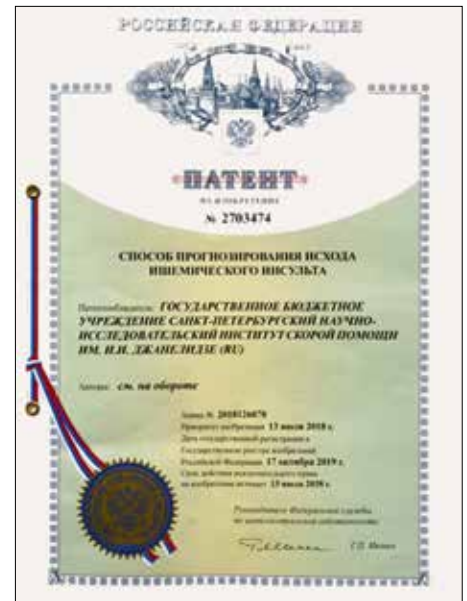 РОССИЙСКАЯ ФЕДЕРАЦИЯ
ПАТЕНТ
НА ИЗОБРЕТЕНИЕ
№ 2703474
СПОСОБ ПРОГНОЗИРОВАНИЯ ИСХОДА
ИШЕМИЧЕСКОГО ИНСУЛЬТА
Патентообладатель: ГОСУДАРСТВЕННОЕ БЮДЖЕТНОЕ
УЧРЕЖДЕНИЕ САНКТ-ПЕТЕРБУРГСКИЙ НАУЧНО-
ИССЛЕДОВАТЕЛЬСКИЙ ИНСТИТУТ СКОРОЙ ПОМОЩИ
ИМ. И.И. ДЖАНЕЛИДЗЕ (RU)
Авторы: см. на обороте
Заявка № 2018126070
Приоритет изобретения 13 июля 2018 г.
Дата государственной регистрации в
Государственном реестре изобретений
Российской Федерации 17 октября 2019 г.
Срок действия исключительного права
на изобретение истекает 13 июля 2038 г.
Руководитель Федеральной службы
по интеллектуальной собственности
Г.П. Ивлиев